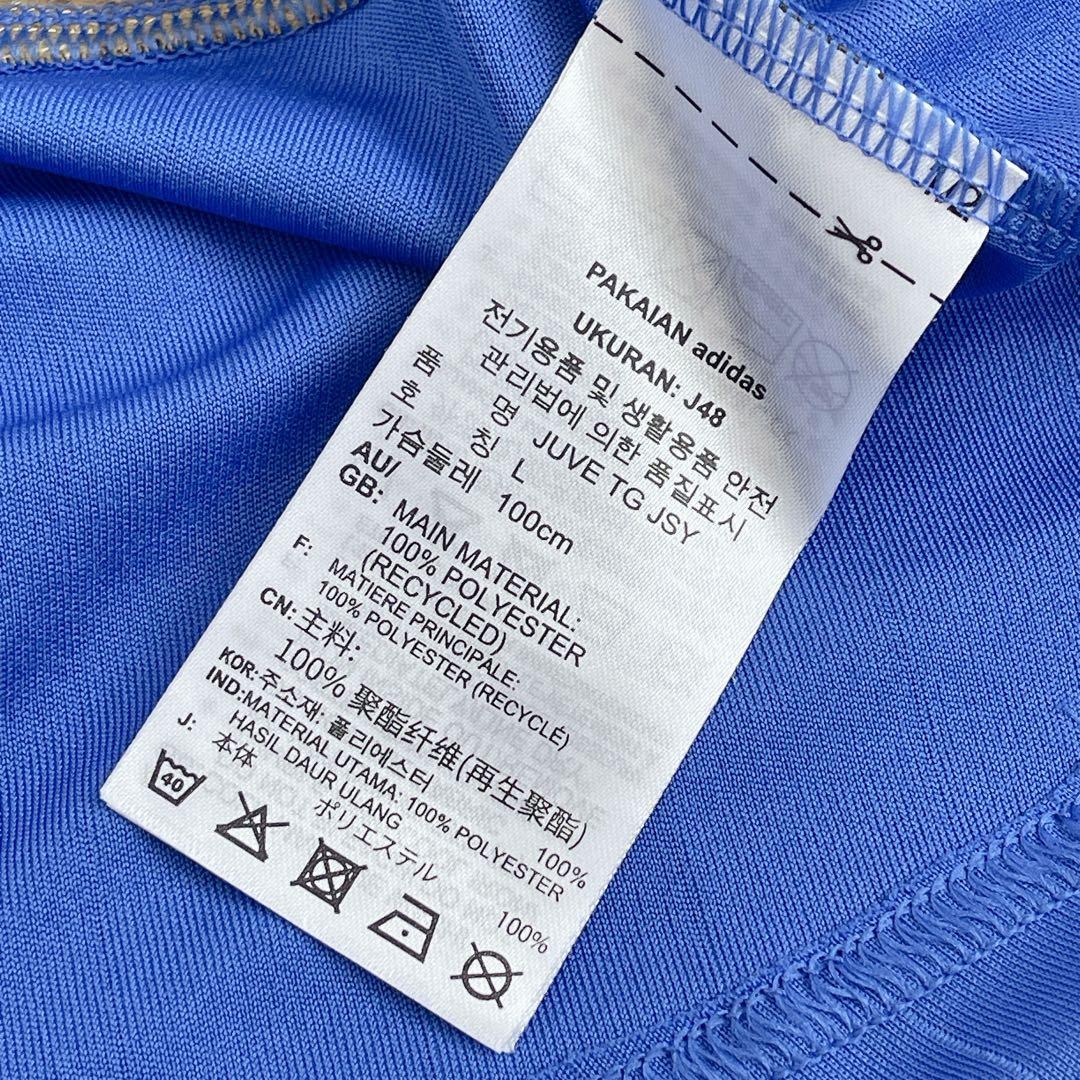 M2
PAKAIAN adidas
UKURAN: J48
전기용품 및 생활용품 안전
관리법에 의한 품질표시
품 명 JUVE TG JSY
호 칭 L
가슴둘레 100cm
AU/
GB: MAIN MATERIAL:
100% POLYESTER
(RECYCLED)
F: MATIERE PRINCIPALE:
100% POLYESTER (RECYCLÉ)
CN: 主料:
100% 聚酯纤维(再生聚酯)
KOR: 주소재: 폴리에스터 100%
IND: MATERIAL UTAMA: 100% POLYESTER
HASIL DAUR ULANG
J: 本体 ポリエステル 100%
40